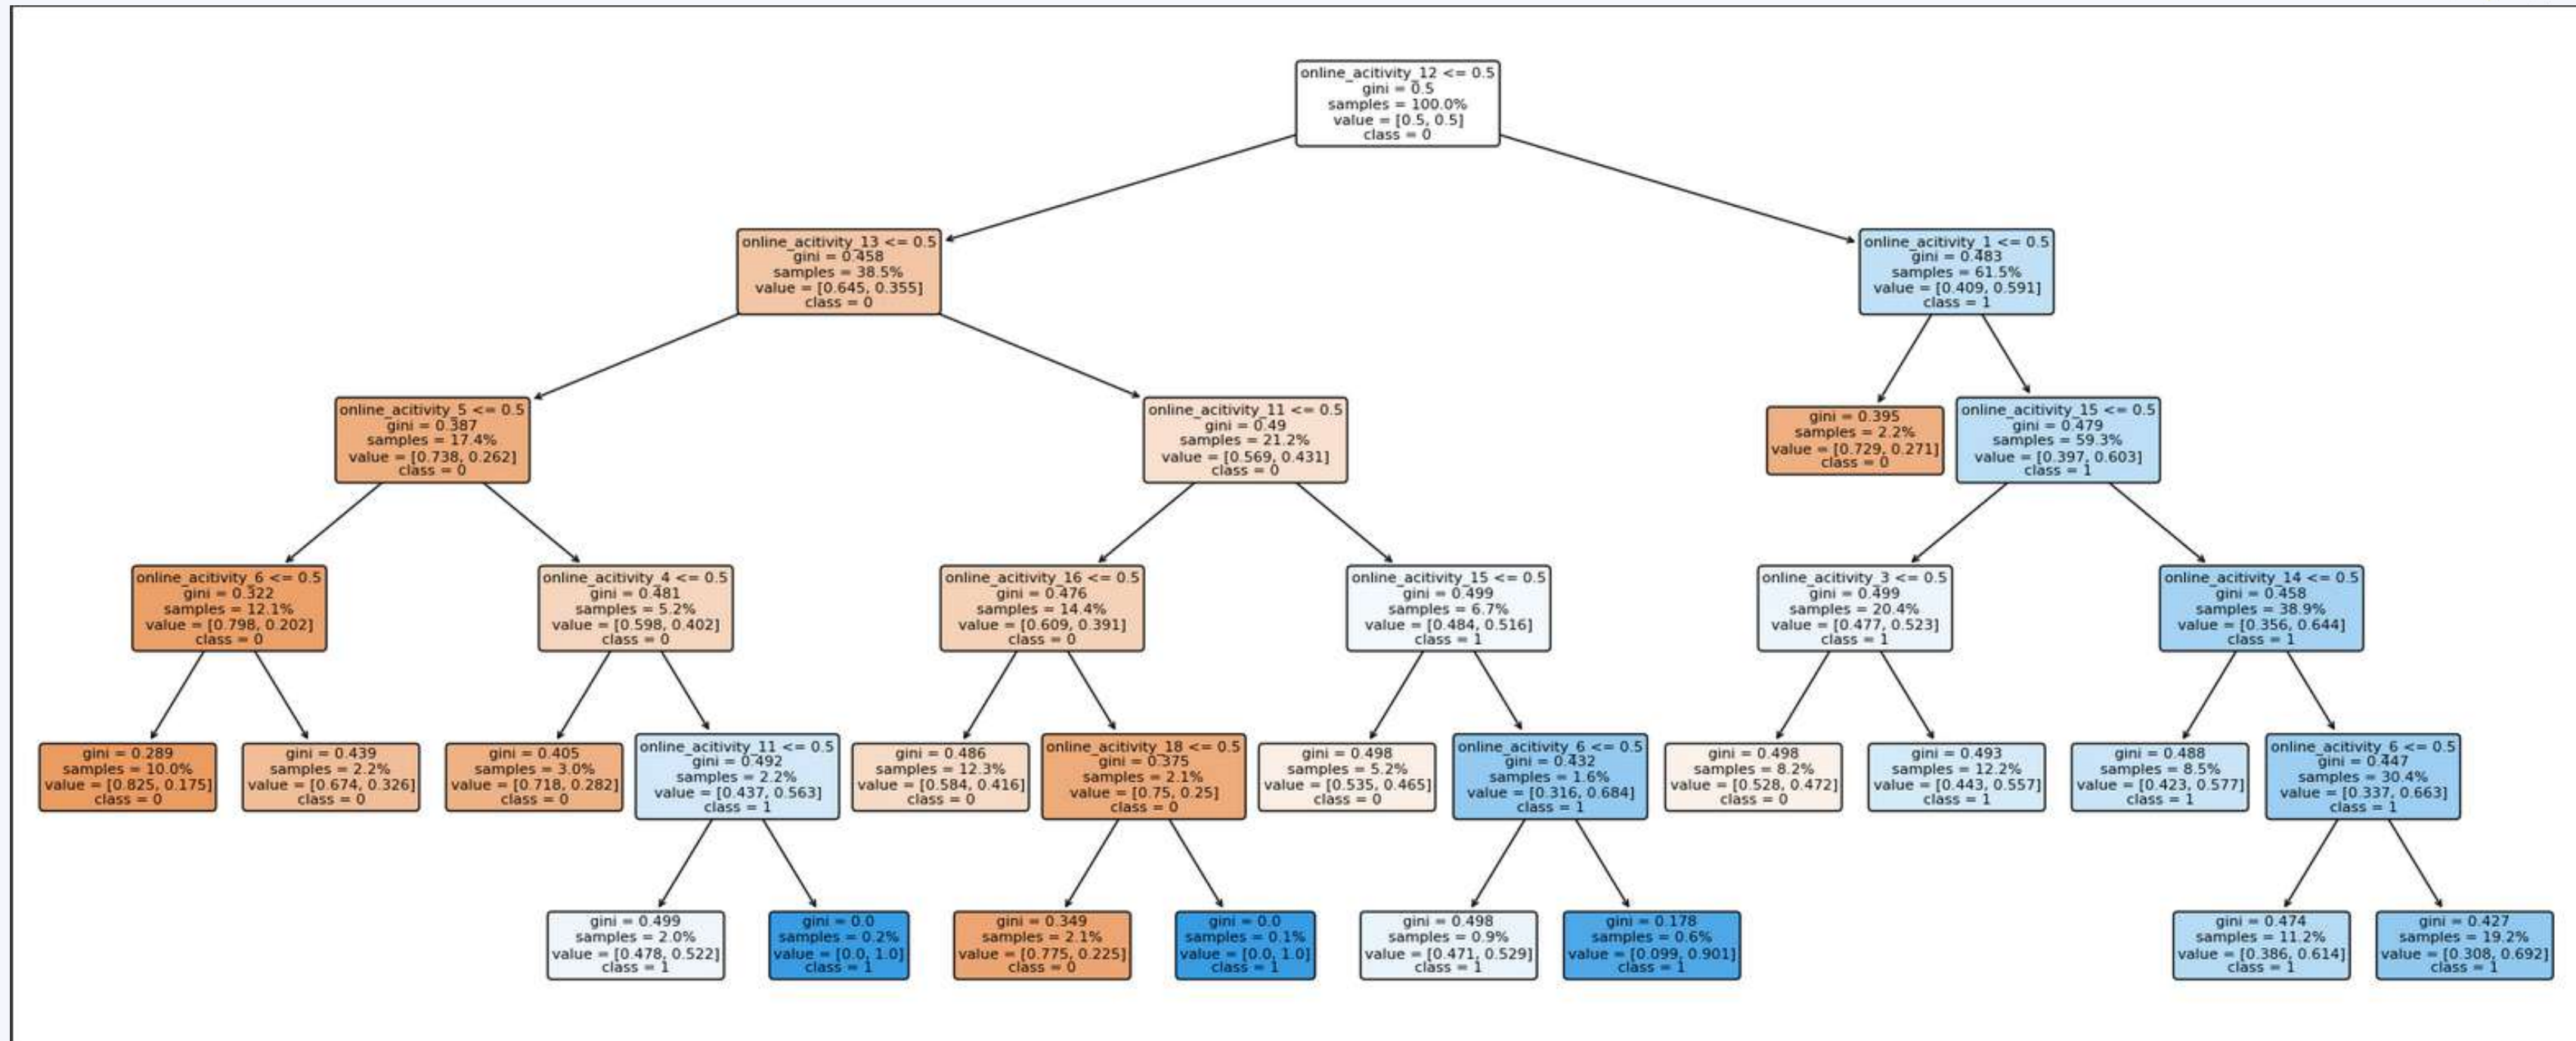 online_acitivity_12 <= 0.5
gini = 0.5
samples = 100.0%
value = [0.5, 0.5]
class = 0
online_acitivity_13 <= 0.5
gini = 0.458
samples = 38.5%
value = [0.645, 0.355]
class = 0
online_acitivity_1 <= 0.5
gini = 0.483
samples = 61.5%
value = [0.409, 0.591]
class = 1
online_acitivity_5 <= 0.5
gini = 0.387
samples = 17.4%
value = [0.738, 0.262]
class = 0
online_acitivity_11 <= 0.5
gini = 0.49
samples = 21.2%
value = [0.569, 0.431]
class = 0
gini = 0.395
samples = 2.2%
value = [0.729, 0.271]
class = 0
online_acitivity_15 <= 0.5
gini = 0.479
samples = 59.3%
value = [0.397, 0.603]
class = 1
online_acitivity_6 <= 0.5
gini = 0.322
samples = 12.1%
value = [0.798, 0.202]
class = 0
online_acitivity_4 <= 0.5
gini = 0.481
samples = 5.2%
value = [0.598, 0.402]
class = 0
online_acitivity_16 <= 0.5
gini = 0.476
samples = 14.4%
value = [0.609, 0.391]
class = 0
online_acitivity_15 <= 0.5
gini = 0.499
samples = 6.7%
value = [0.484, 0.516]
class = 1
online_acitivity_3 <= 0.5
gini = 0.499
samples = 20.4%
value = [0.477, 0.523]
class = 1
online_acitivity_14 <= 0.5
gini = 0.458
samples = 38.9%
value = [0.356, 0.644]
class = 1
gini = 0.289
samples = 10.0%
value = [0.825, 0.175]
class = 0
gini = 0.439
samples = 2.2%
value = [0.674, 0.326]
class = 0
gini = 0.405
samples = 3.0%
value = [0.718, 0.282]
class = 0
online_acitivity_11 <= 0.5
gini = 0.492
samples = 2.2%
value = [0.437, 0.563]
class = 1
gini = 0.486
samples = 12.3%
value = [0.584, 0.416]
class = 0
online_acitivity_18 <= 0.5
gini = 0.375
samples = 2.1%
value = [0.75, 0.25]
class = 0
gini = 0.498
samples = 5.2%
value = [0.535, 0.465]
class = 0
online_acitivity_6 <= 0.5
gini = 0.432
samples = 1.6%
value = [0.316, 0.684]
class = 1
gini = 0.498
samples = 8.2%
value = [0.528, 0.472]
class = 0
gini = 0.493
samples = 12.2%
value = [0.443, 0.557]
class = 1
gini = 0.488
samples = 8.5%
value = [0.423, 0.577]
class = 1
online_acitivity_6 <= 0.5
gini = 0.447
samples = 30.4%
value = [0.337, 0.663]
class = 1
gini = 0.499
samples = 2.0%
value = [0.478, 0.522]
class = 1
gini = 0.0
samples = 0.2%
value = [0.0, 1.0]
class = 1
gini = 0.349
samples = 2.1%
value = [0.775, 0.225]
class = 0
gini = 0.0
samples = 0.1%
value = [0.0, 1.0]
class = 1
gini = 0.498
samples = 0.9%
value = [0.471, 0.529]
class = 1
gini = 0.178
samples = 0.6%
value = [0.099, 0.901]
class = 1
gini = 0.474
samples = 11.2%
value = [0.386, 0.614]
class = 1
gini = 0.427
samples = 19.2%
value = [0.308, 0.692]
class = 1